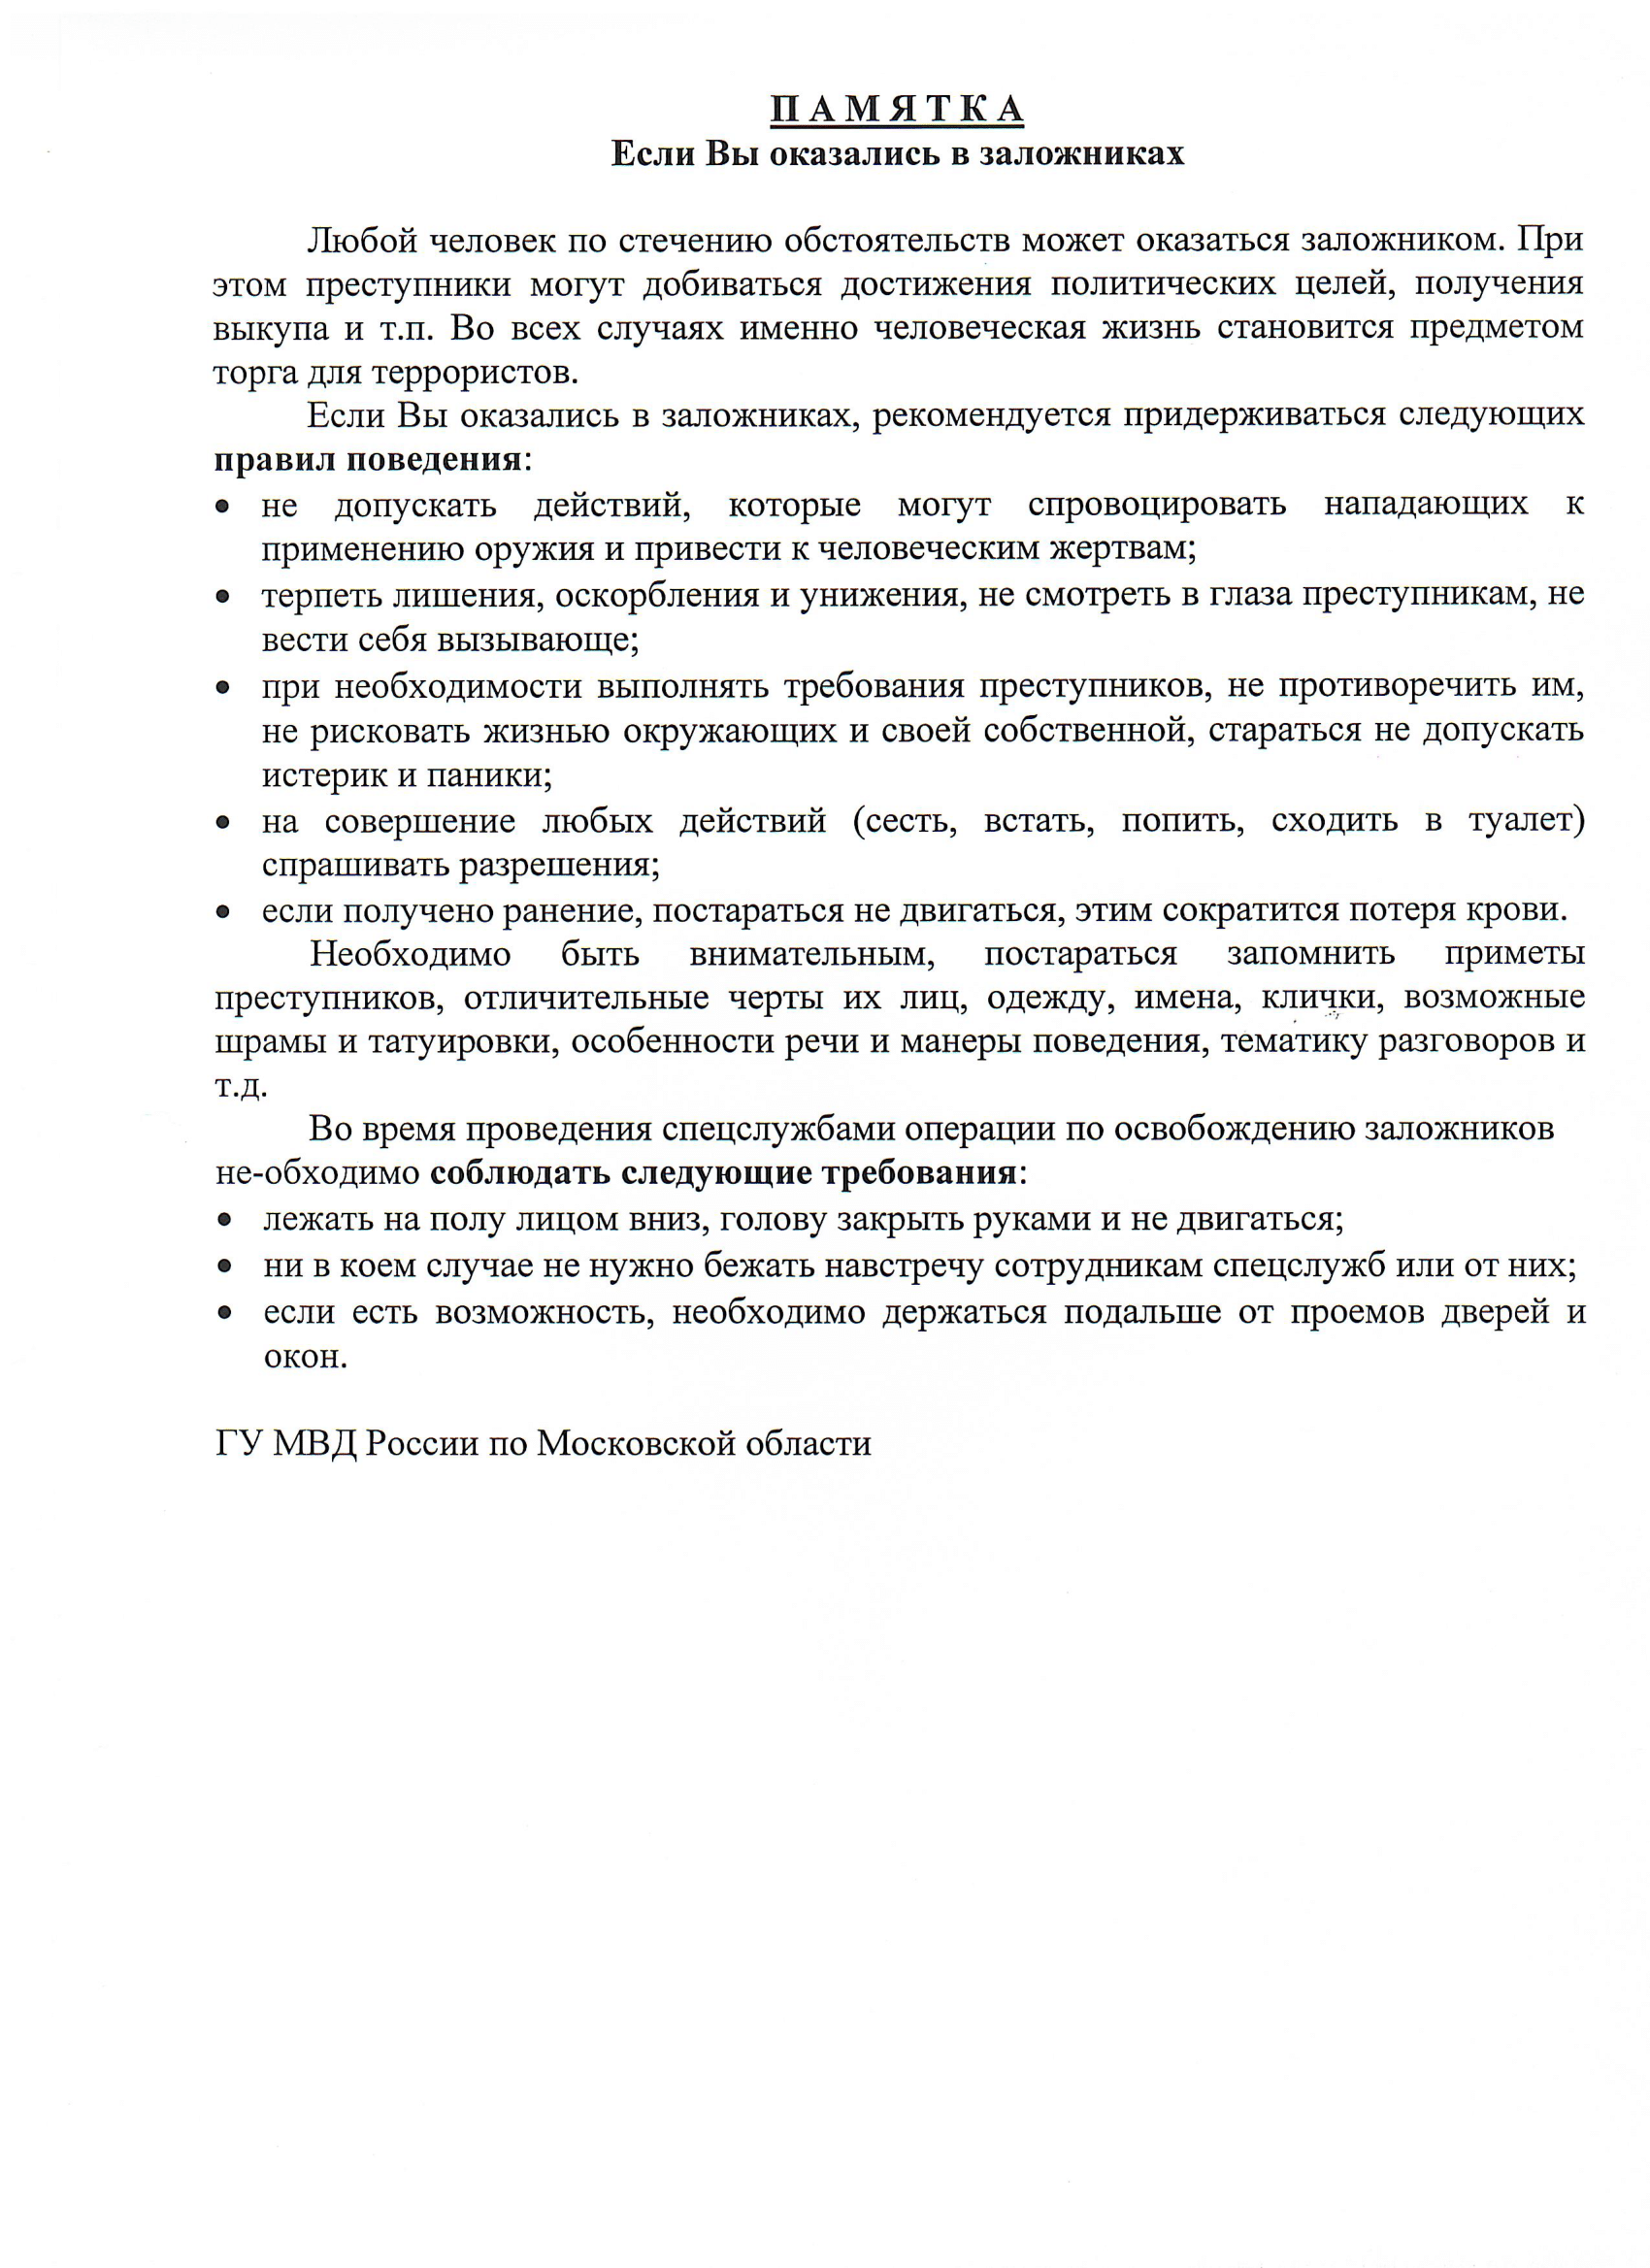 П А М Я Т К А
Если Вы оказались в заложниках
Любой человек по стечению обстоятельств может оказаться заложником. При
этом преступники могут добиваться достижения политических целей, получения
выкупа и т.п. Во всех случаях именно человеческая жизнь становится предметом
торга для террористов.
Если Вы оказались в заложниках, рекомендуется придерживаться следующих
правил поведения:
• не допускать действий, которые могут спровоцировать нападающих к
применению оружия и привести к человеческим жертвам;
• терпеть лишения, оскорбления и унижения, не смотреть в глаза преступникам, не
вести себя вызывающе;
• при необходимости выполнять требования преступников, не противоречить им,
не рисковать жизнью окружающих и своей собственной, стараться не допускать
истерик и паники;
• на совершение любых действий (сесть, встать, попить, сходить в туалет)
спрашивать разрешения;
• если получено ранение, постараться не двигаться, этим сократится потеря крови.
Необходимо быть внимательным, постараться запомнить приметы
преступников, отличительные черты их лиц, одежду, имена, клички, возможные
шрамы и татуировки, особенности речи и манеры поведения, тематику разговоров и
т.д.
Во время проведения спецслужбами операции по освобождению заложников
не-обходимо соблюдать следующие требования:
• лежать на полу лицом вниз, голову закрыть руками и не двигаться;
• ни в коем случае не нужно бежать навстречу сотрудникам спецслужб или от них;
• если есть возможность, необходимо держаться подальше от проемов дверей и
окон.
ГУ МВД России по Московской области